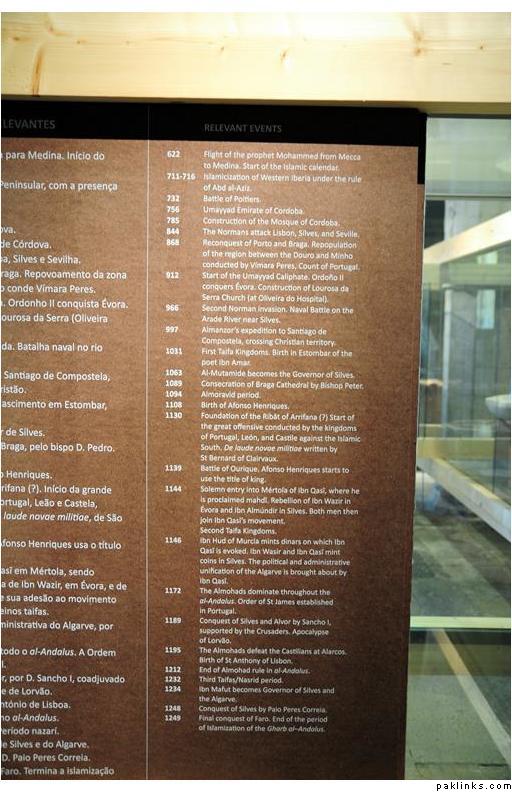 LEVANTES
a para Medina. Início do
Peninsular, com a presença
ova.
de Córdova.
oa, Silves e Sevilha.
raga. Repovoamento da zona
o conde Vímara Peres.
a. Ordonho II conquista Évora.
ourosa da Serra (Oliveira
da. Batalha naval no rio
Santiago de Compostela,
ristão.
ascimento em Estombar,
r de Silves.
Braga, pelo bispo D. Pedro.
o Henriques.
rrifana (?). Início da grande
ortugal, Leão e Castela,
laude novae militiae, de São
Afonso Henriques usa o título
asî em Mértola, sendo
a de Ibn Wazir, em Évora, e de
e sua adesão ao movimento
einos taifas.
ministrativa do Algarve, por
todo o al-Andalus. A Ordem
l.
r, por D. Sancho I, coadjuvado
e de Lorvão.
ntónio de Lisboa.
no al-Andalus.
eríodo nazarí.
e Silves e do Algarve.
D. Paio Peres Correia.
Faro. Termina a islamização
RELEVANT EVENTS
622 Flight of the prophet Mohammed from Mecca
to Medina. Start of the Islamic calendar.
711-716 Islamicization of Western Iberia under the rule
of Abd al-Aziz.
732 Battle of Poitiers.
756 Umayyad Emirate of Cordoba.
785 Construction of the Mosque of Cordoba.
844 The Normans attack Lisbon, Silves, and Seville.
868 Reconquest of Porto and Braga. Repopulation
of the region between the Douro and Minho
conducted by Vímara Peres, Count of Portugal.
912 Start of the Umayyad Caliphate. Ordoño II
conquers Évora. Construction of Lourosa da
Serra Church (at Oliveira do Hospital).
966 Second Norman invasion. Naval Battle on the
Arade River near Silves.
997 Almanzor's expedition to Santiago de
Compostela, crossing Christian territory.
1031 First Taifa Kingdoms. Birth in Estombar of the
poet Ibn Amar.
1063 Al-Mutamide becomes the Governor of Silves.
1089 Consecration of Braga Cathedral by Bishop Peter.
1094 Almoravid period.
1108 Birth of Afonso Henriques.
1130 Foundation of the Ribât of Arrifana (?) Start of
the great offensive conducted by the kingdoms
of Portugal, León, and Castile against the Islamic
South. De laude novae militiae written by
St Bernard of Clairvaux.
1139 Battle of Ourique. Afonso Henriques starts to
use the title of king.
1144 Solemn entry into Mértola of Ibn Qasî, where he
is proclaimed mahdî. Rebellion of Ibn Wazir in
Évora and Ibn Almúndir in Silves. Both men then
join Ibn Qasî's movement.
Second Taifa Kingdoms.
1146 Ibn Hud of Murcia mints dinars on which Ibn
Qasî is evoked. Ibn Wasir and Ibn Qasî mint
coins in Silves. The political and administrative
unification of the Algarve is brought about by
Ibn Qasî.
1172 The Almohads dominate throughout the
al-Andalus. Order of St James established
in Portugal.
1189 Conquest of Silves and Alvor by Sancho I,
supported by the Crusaders. Apocalypse
of Lorvão.
1195 The Almohads defeat the Castilians at Alarcos.
Birth of St Anthony of Lisbon.
1212 End of Almohad rule in al-Andalus.
1232 Third Taifas/Nasrid period.
1234 Ibn Mafut becomes Governor of Silves and
the Algarve.
1248 Conquest of Silves by Paio Peres Correia.
1249 Final conquest of Faro. End of the period
of Islamization of the Gharb al-Andalus.
paklinks.com